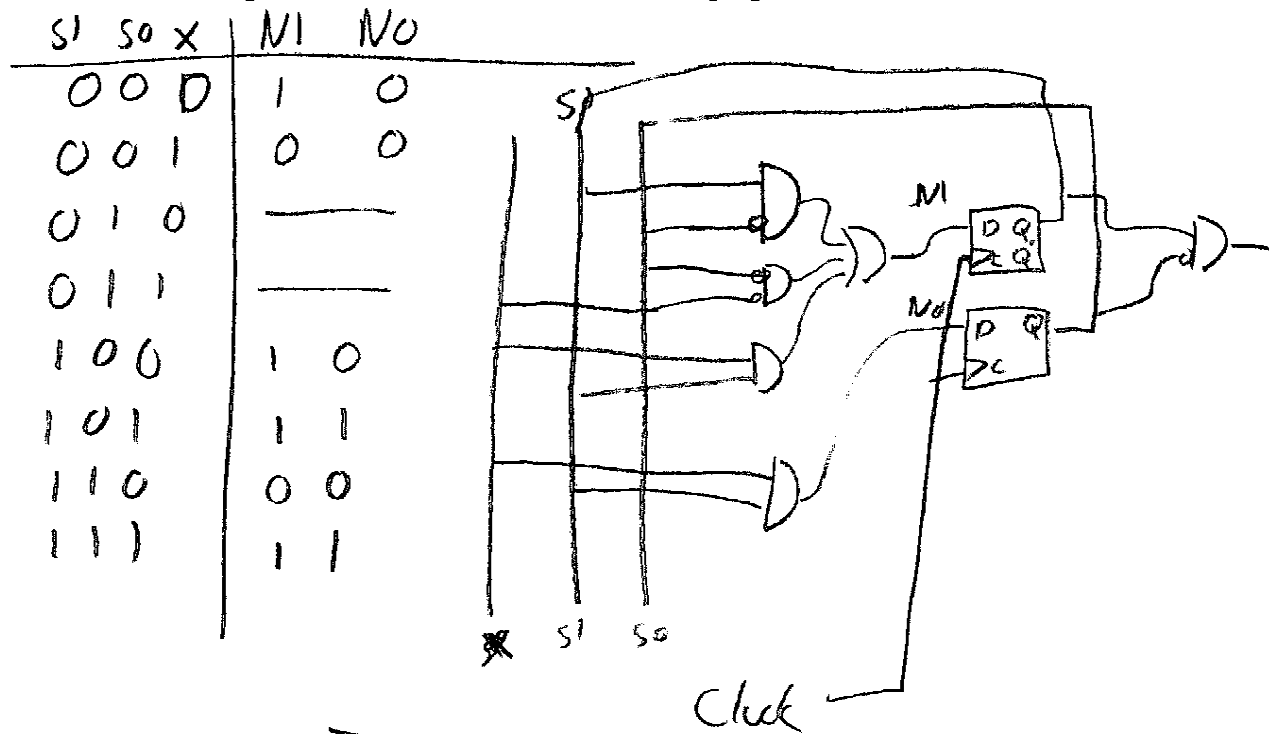 S1 S0 X N1 N0
0 0 0 1 0
0 0 1 0 0
0 1 0 — —
0 1 1 — —
1 0 0 1 0
1 0 1 1 1
1 1 0 0 0
1 1 1 1 1
S1
N1
D Q
C Q
N0
D Q
C
X S1 S0
Clock